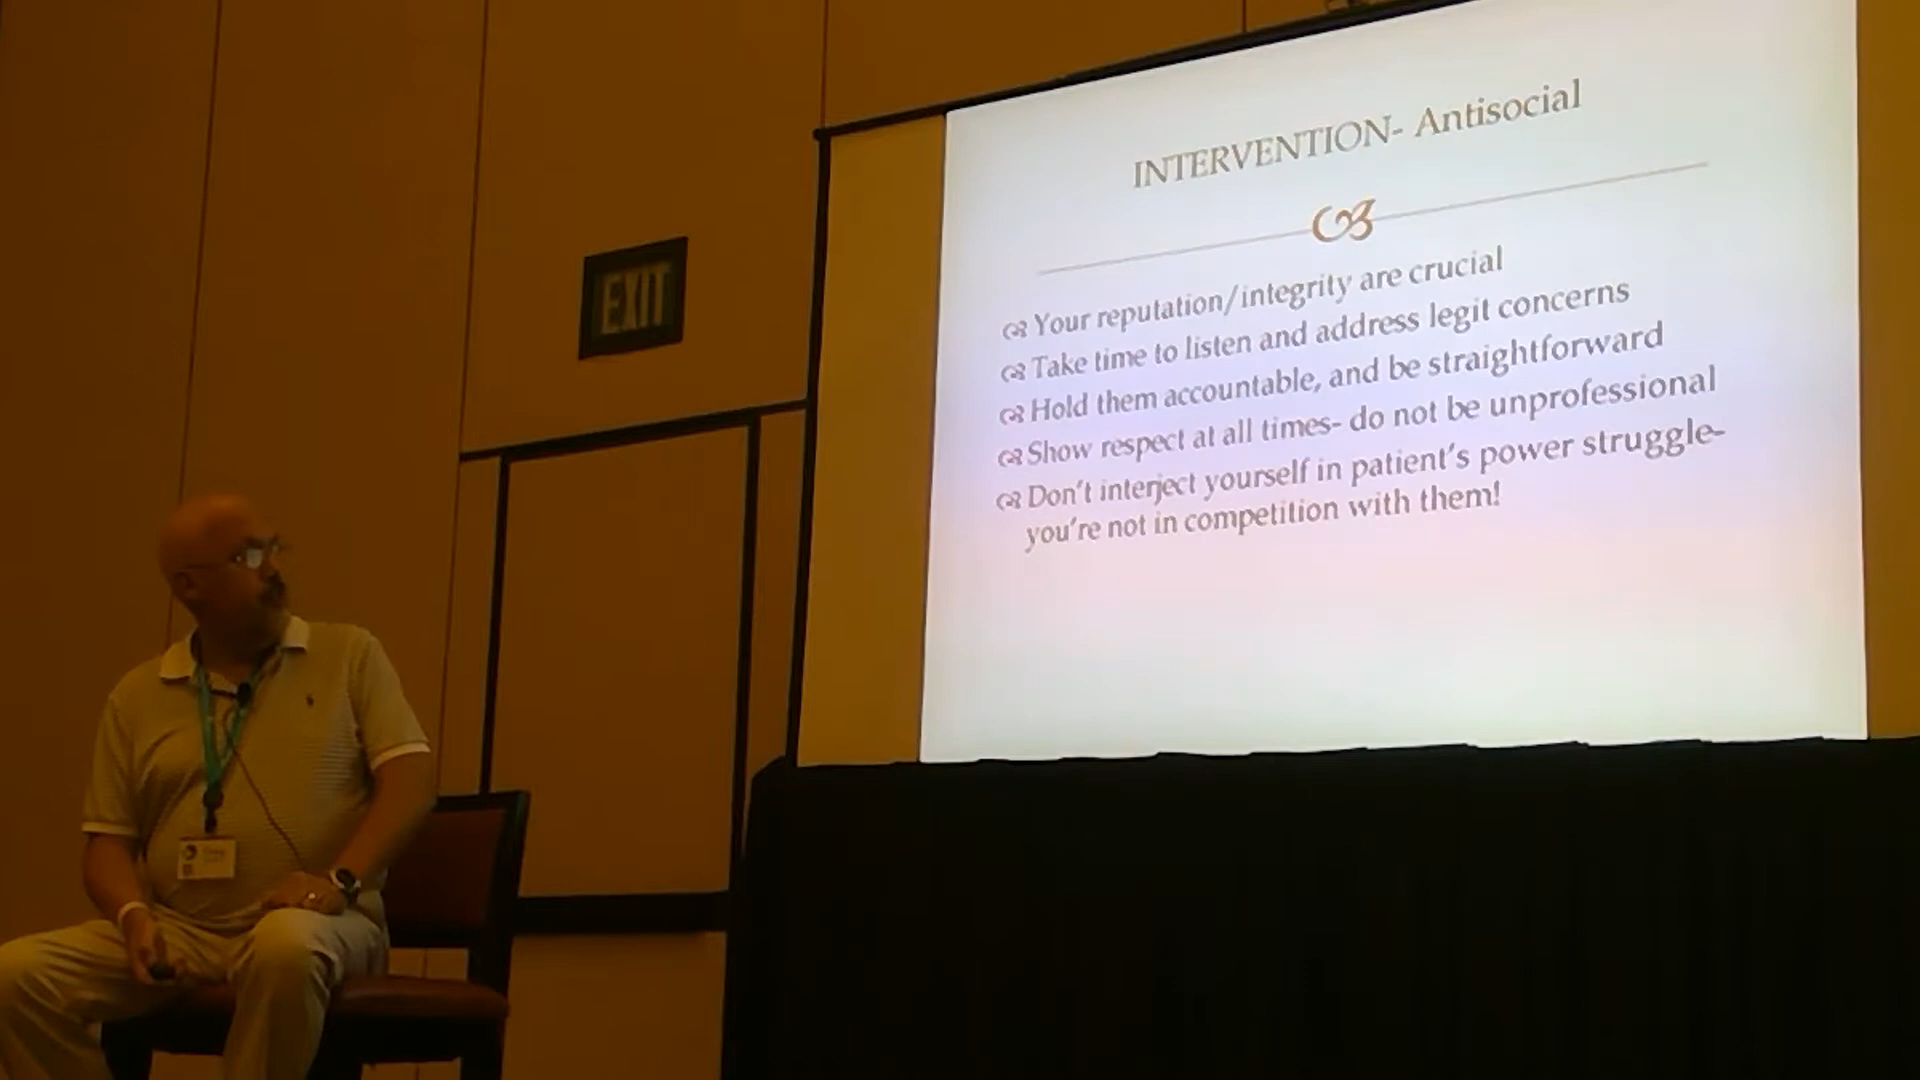 INTERVENTION- Antisocial
Your reputation/integrity are crucial
Take time to listen and address legit concerns
Hold them accountable, and be straightforward
Show respect at all times- do not be unprofessional
Don't interject yourself in patient's power struggle-
you're not in competition with them!
EXIT